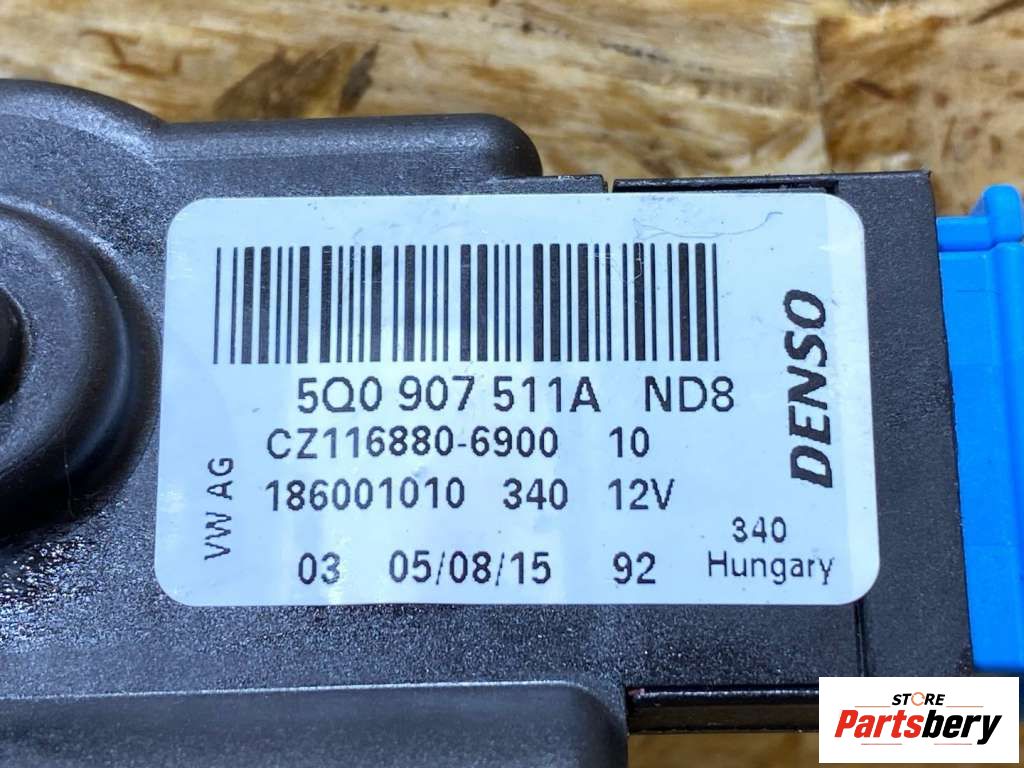 5Q0 907 511A ND8
CZ116880-6900 10
186001010 340 12V
03 05/08/15 92
VW AG
DENSO
340
Hungary
STORE
Partsbery